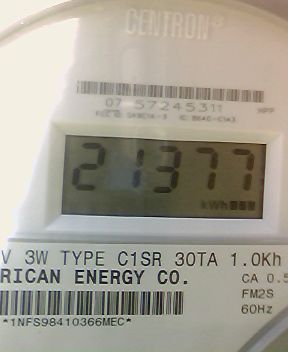 CENTRON
07 57245311
21377
kWh
V 3W TYPE C1SR 30TA 1.0Kh
RICAN ENERGY CO.
CA 0.5
FM2S
60Hz
*1NFS98410366MEC*